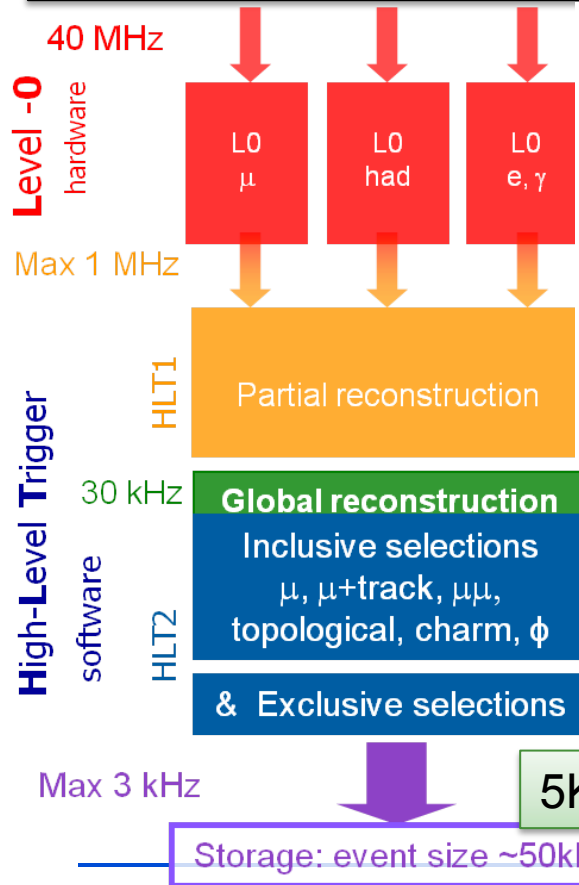 40 MHz
Level -0
hardware
L0
μ
L0
had
L0
e, γ
Max 1 MHz
HLT1
Partial reconstruction
High-Level Trigger
software
30 kHz
Global reconstruction
HLT2
Inclusive selections
μ, μ+track, μμ,
topological, charm, ϕ
& Exclusive selections
Max 3 kHz
Storage: event size